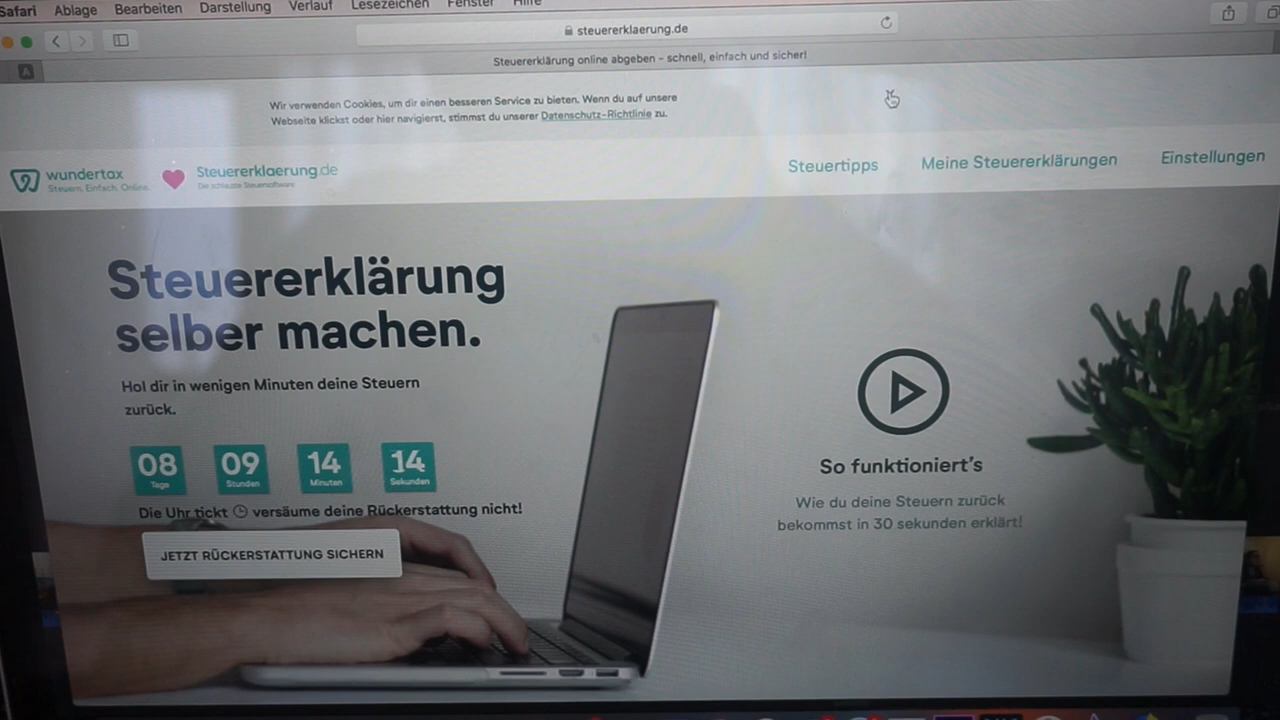 Safari Ablage Bearbeiten Darstellung Verlauf Lesezeichen Fenster Hilfe
steuererklaerung.de
Steuererklärung online abgeben - schnell, einfach und sicher!
Wir verwenden Cookies, um dir einen besseren Service zu bieten. Wenn du auf unsere
Webseite klickst oder hier navigierst, stimmst du unserer Datenschutz-Richtlinie zu.
wundertax
Steuern. Einfach. Online.
Steuererklaerung.de
Die schlauste Steuersoftware
Steuertipps Meine Steuererklärungen Einstellungen
Steuererklärung
selber machen.
Hol dir in wenigen Minuten deine Steuern
zurück.
08 09 14 14
Tage Stunden Minuten Sekunden
Die Uhr tickt versäume deine Rückerstattung nicht!
JETZT RÜCKERSTATTUNG SICHERN
So funktioniert's
Wie du deine Steuern zurück
bekommst in 30 sekunden erklärt!